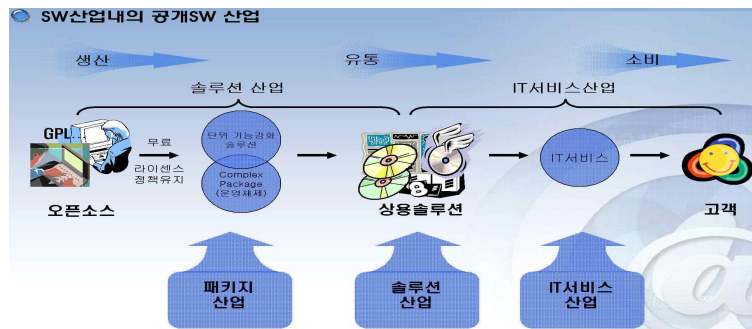 SW산업내의 공개SW 산업
생산
유통
소비
솔루션 산업
IT서비스산업
GPL
무료
라이센스
정책유지
단위 기능강화
솔루션
Complex
Package
(운영체제)
IT서비스
오픈소스
상용솔루션
고객
패키지
산업
솔루션
산업
IT서비스
산업